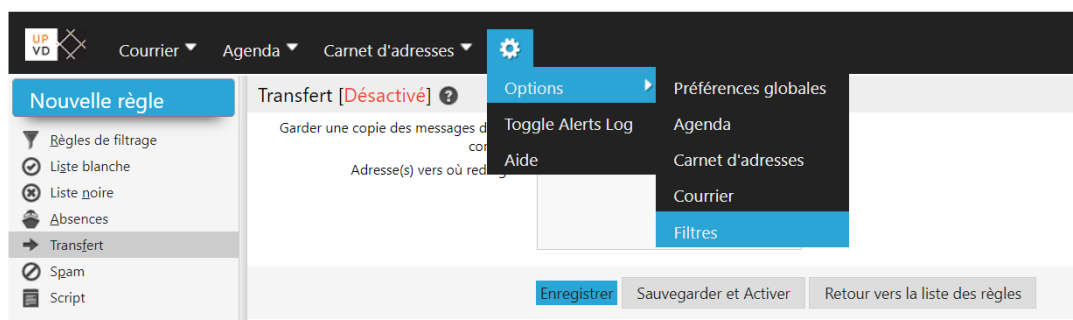 UP
VD
Courrier Agenda Carnet d'adresses
Nouvelle règle
Règles de filtrage
Liste blanche
Liste noire
Absences
Transfert
Spam
Script
Transfert [Désactivé] ?
Garder une copie des messages d
Adresse(s) vers où
Options
Toggle Alerts Log
Aide
Préférences globales
Agenda
Carnet d'adresses
Courrier
Filtres
Enregistrer Sauvegarder et Activer Retour vers la liste des règles